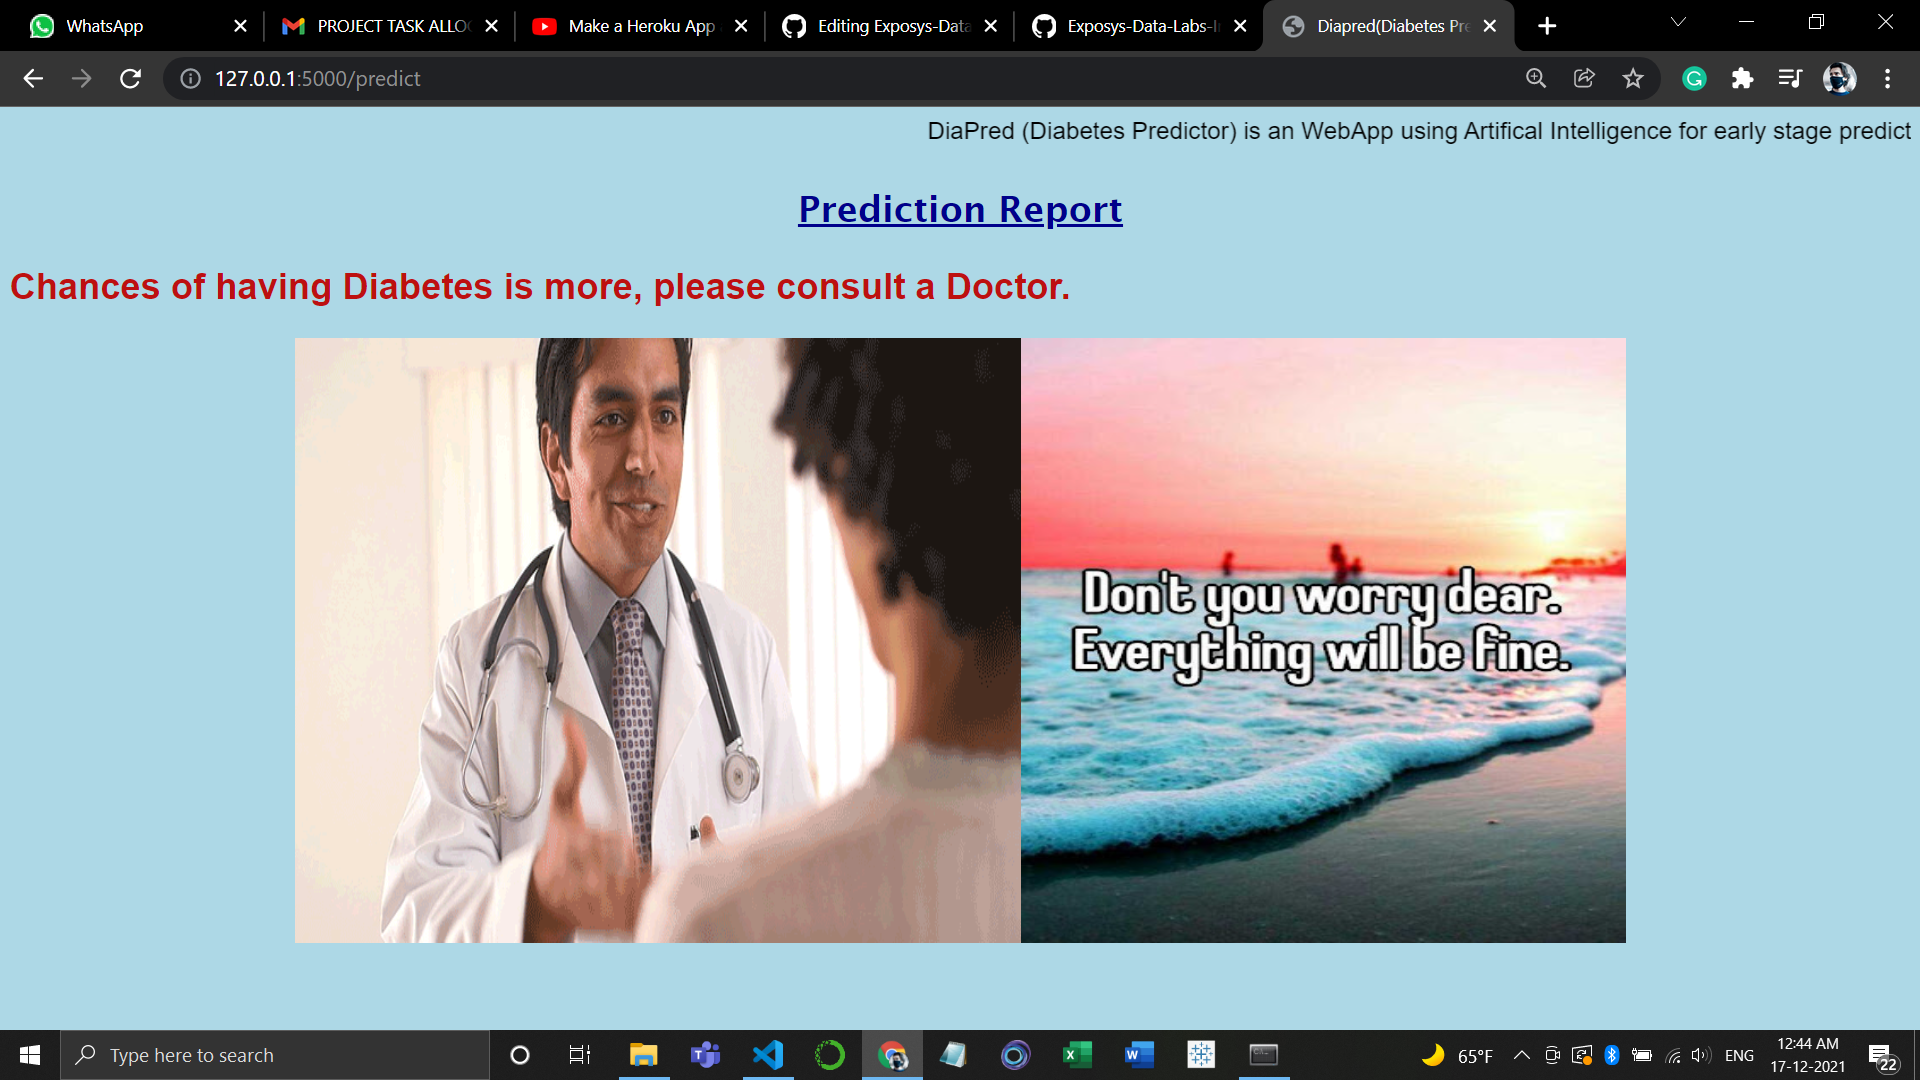 WhatsApp
PROJECT TASK ALLO
Make a Heroku App
Editing Exposys-Data
Exposys-Data-Labs-I
Diapred(Diabetes Pre
127.0.0.1:5000/predict
DiaPred (Diabetes Predictor) is an WebApp using Artifical Intelligence for early stage predict
Prediction Report
Chances of having Diabetes is more, please consult a Doctor.
Don't you worry dear.
Everything will be fine.
Type here to search
65°F
ENG
12:44 AM
17-12-2021
22